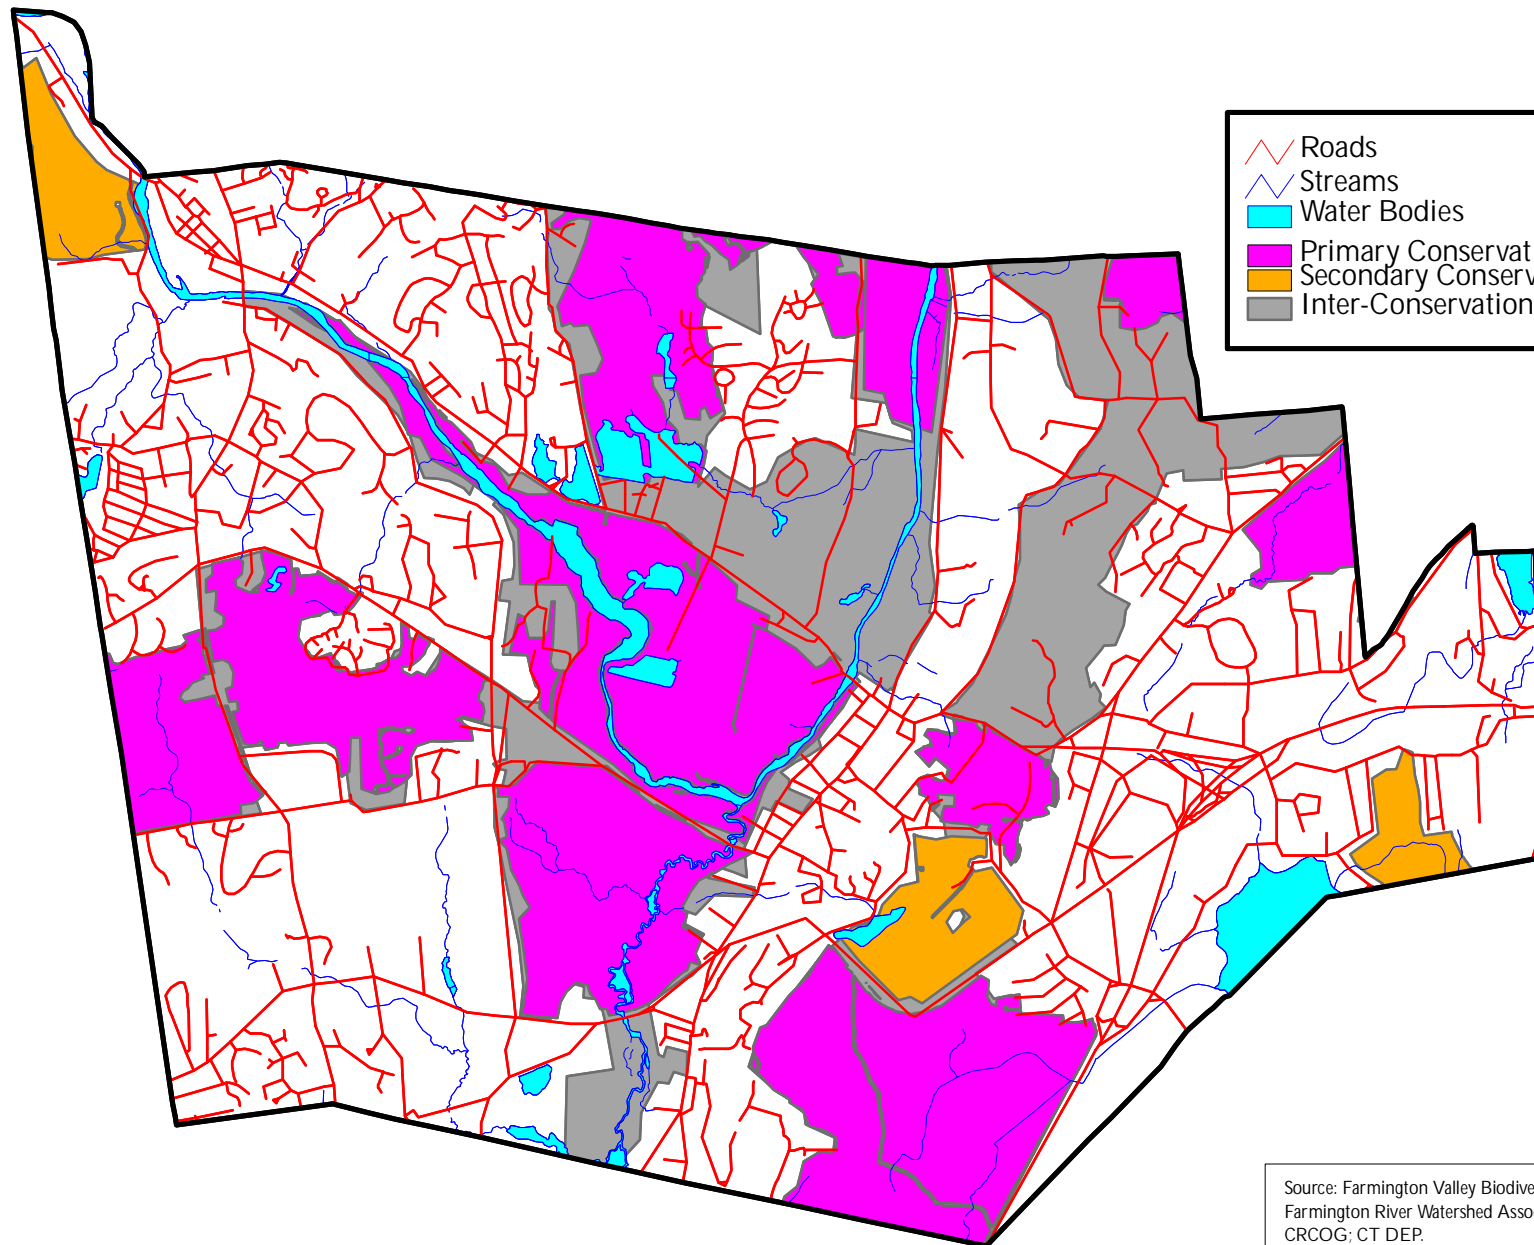 Roads
Streams
Water Bodies
Primary Conservat
Secondary Conserv
Inter-Conservation
Source: Farmington Valley Biodive
Farmington River Watershed Asso
CRCOG; CT DEP.